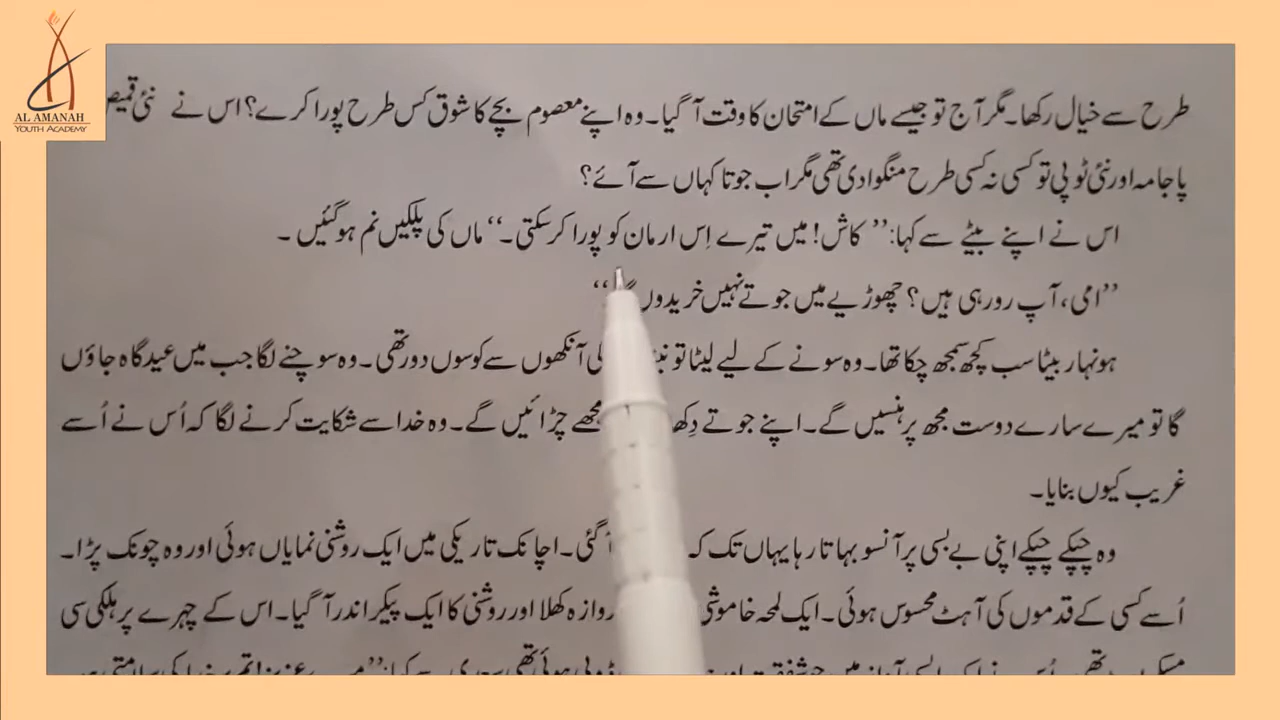 AL AMANAH
YOUTH ACADEMY
طرح سے خیال رکھا۔ مگر آج تو جیسے ماں کے امتحان کا وقت آ گیا۔ وہ اپنے معصوم بچے کا شوق کس طرح پورا کرے؟ اس نے نئی قمیص
پاجامہ اور نئی ٹوپی تو کسی نہ کسی طرح منگوا دی تھی مگر اب جوتا کہاں سے آئے؟
اس نے اپنے بیٹے سے کہا: ”کاش! میں تیرے اِس ارمان کو پورا کر سکتی۔“ ماں کی پلکیں نم ہو گئیں۔
”امی، آپ رو رہی ہیں؟ چھوڑیے میں جوتے نہیں خریدوں “
ہونہار بیٹا سب کچھ سمجھ چکا تھا۔ وہ سونے کے لیے لیٹا تو کی آنکھوں سے کوسوں دور تھی۔ وہ سوچنے لگا جب میں عیدگاہ جاؤں
گا تو میرے سارے دوست مجھ پر ہنسیں گے۔ اپنے جوتے مجھے چڑائیں گے۔ وہ خدا سے شکایت کرنے لگا کہ اُس نے اُسے
غریب کیوں بنایا۔
وہ چپکے چپکے اپنی بے بسی پر آنسو بہاتا رہا یہاں تک کہ آ گئی۔ اچانک تاریکی میں ایک روشنی نمایاں ہوئی اور وہ چونک پڑا۔
اُسے کسی کے قدموں کی آہٹ محسوس ہوئی۔ ایک لمحہ خاموشی کھلا اور روشنی کا ایک پیکر اندر آ گیا۔ اس کے چہرے پر ہلکی سی